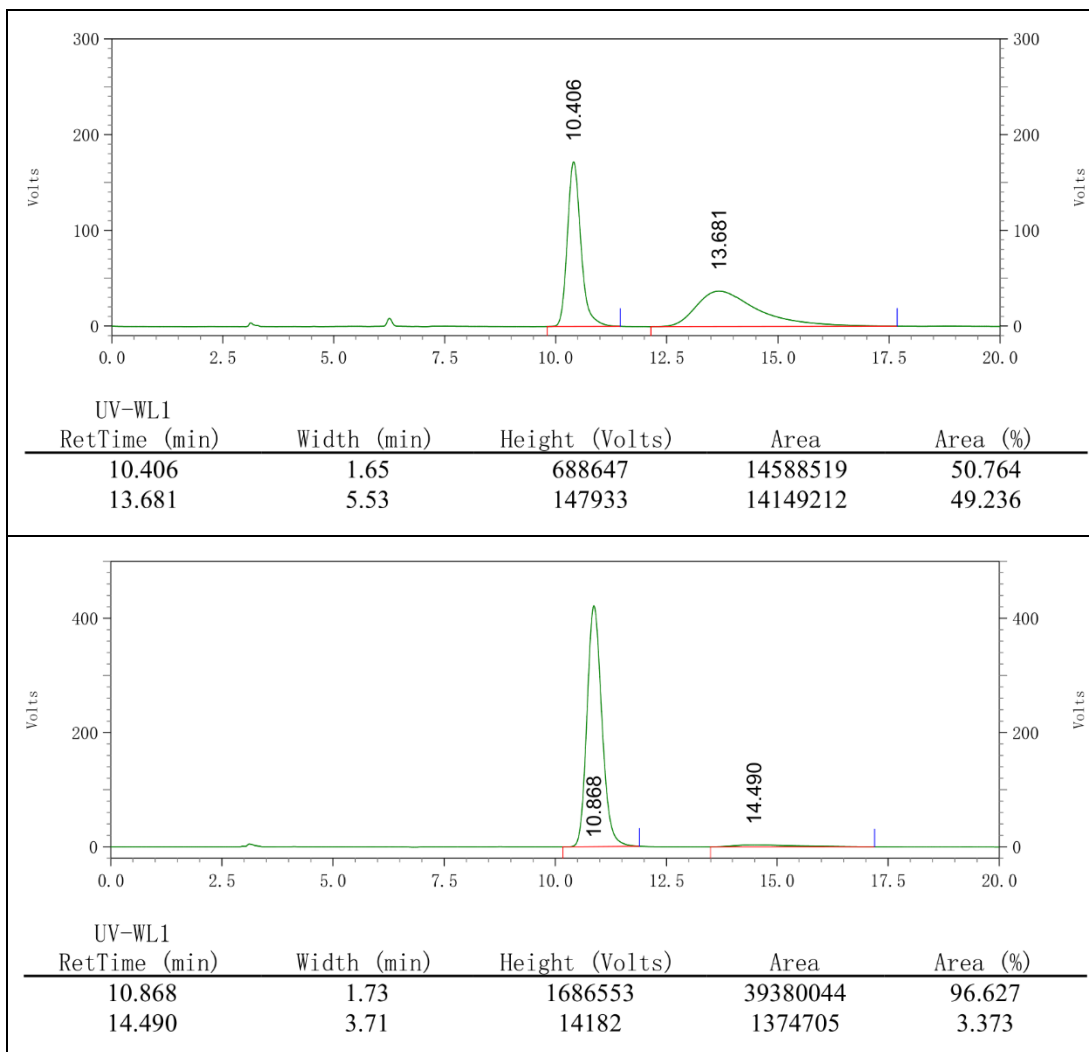 300
200
100
0
Volts
10.406
13.681
300
200
100
0
Volts
0.0 2.5 5.0 7.5 10.0 12.5 15.0 17.5 20.0
UV-WL1
RetTime (min) Width (min) Height (Volts) Area Area (%)
10.406 1.65 688647 14588519 50.764
13.681 5.53 147933 14149212 49.236
400
200
0
Volts
10.868
14.490
400
200
0
Volts
0.0 2.5 5.0 7.5 10.0 12.5 15.0 17.5 20.0
UV-WL1
RetTime (min) Width (min) Height (Volts) Area Area (%)
10.868 1.73 1686553 39380044 96.627
14.490 3.71 14182 1374705 3.373